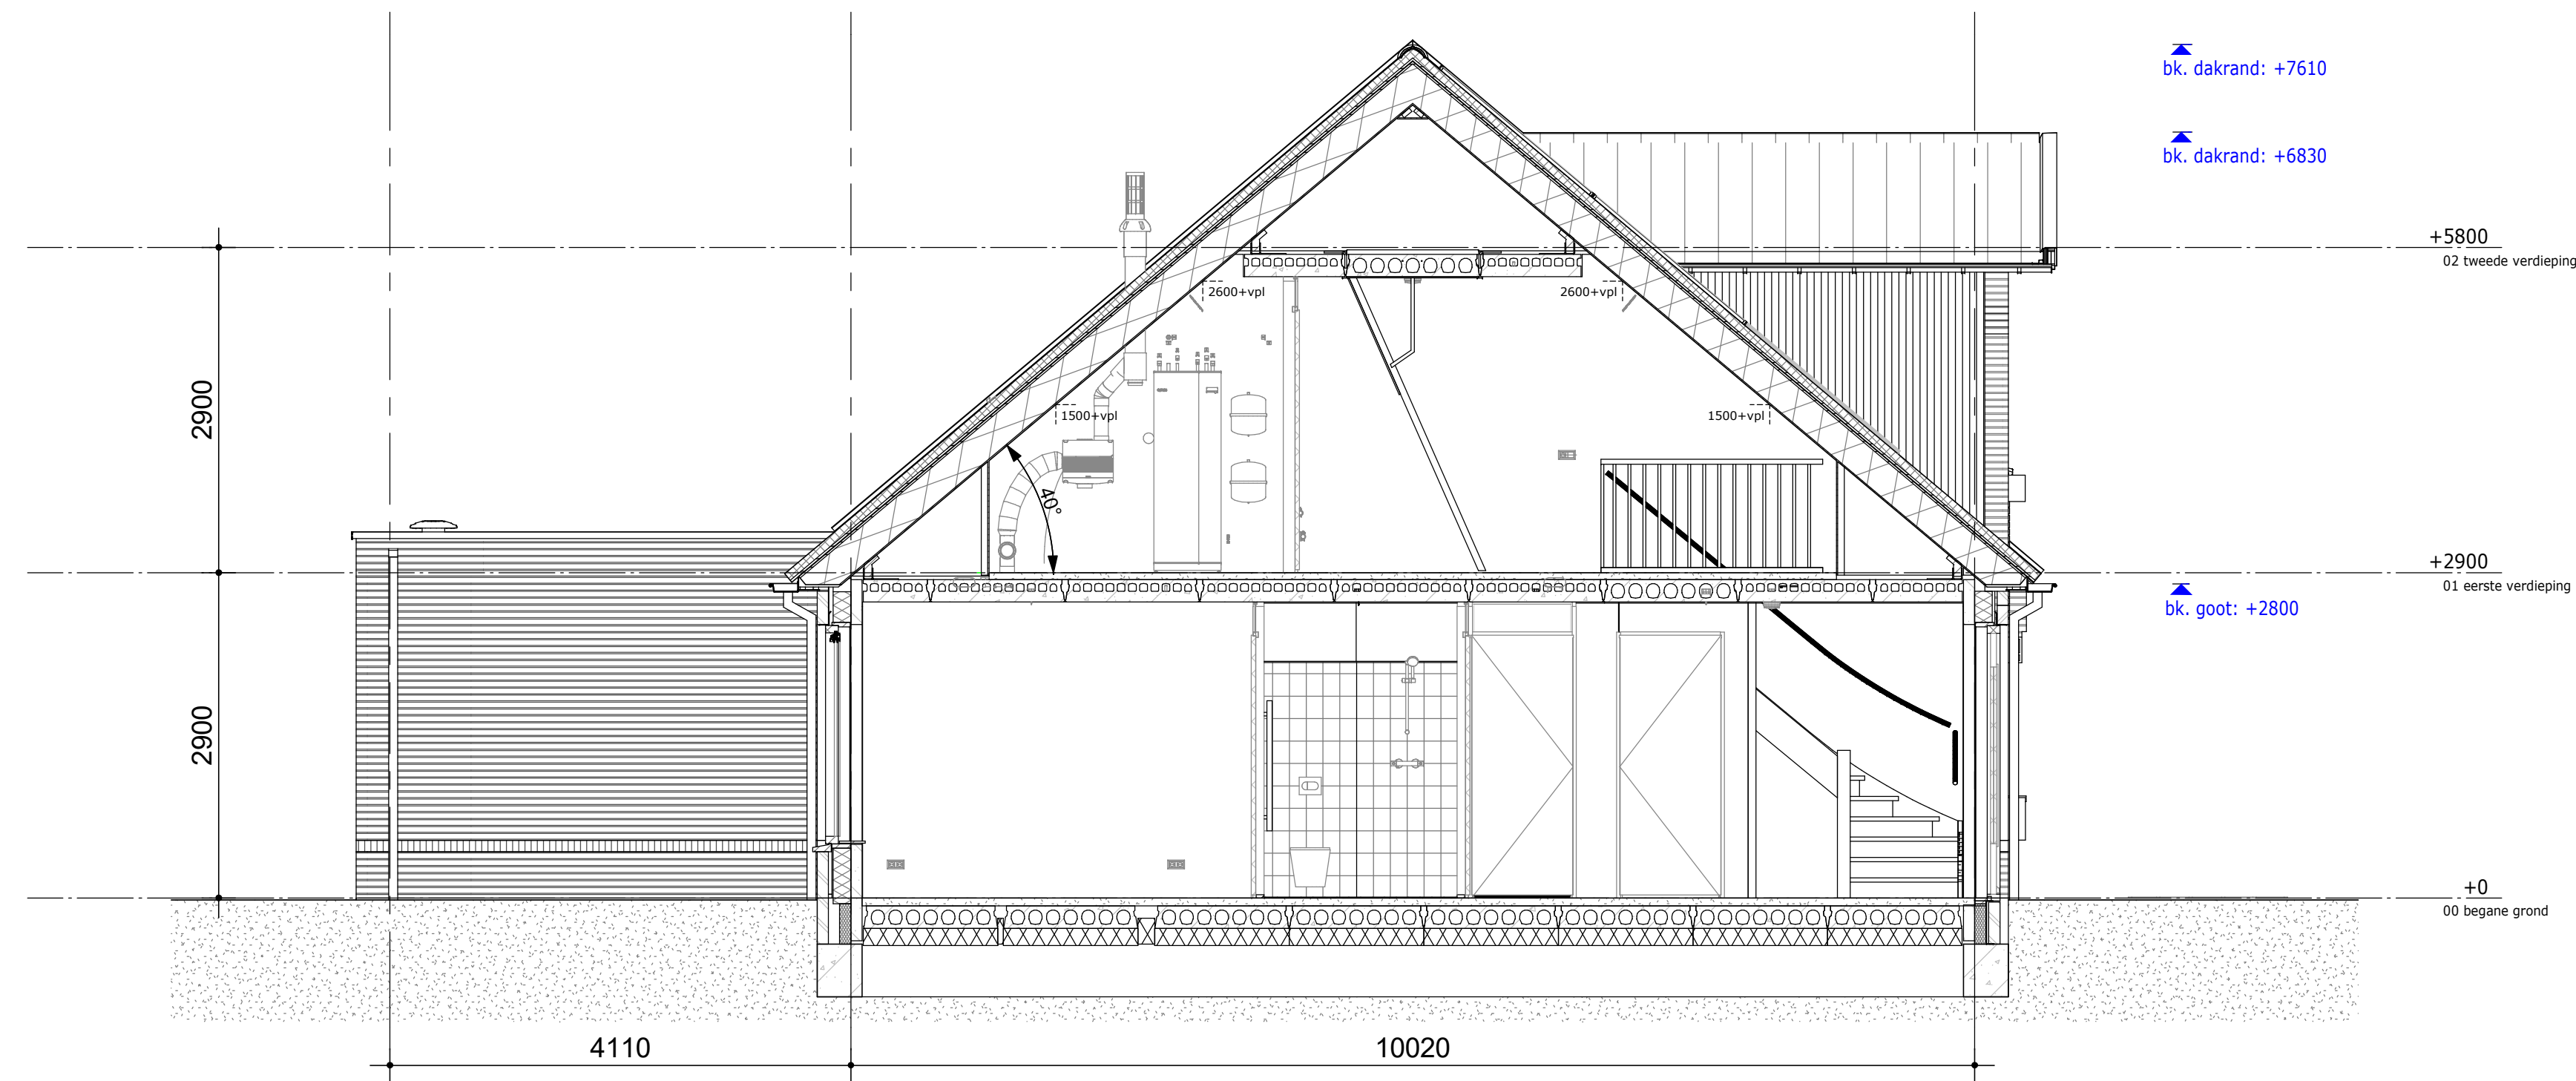 bk. dakrand: +7610
bk. dakrand: +6830
+5800
02 tweede verdieping
2600+vpl
2600+vpl
2900
1500+vpl
1500+vpl
40°
+2900
01 eerste verdieping
bk. goot: +2800
2900
+0
00 begane grond
4110
10020